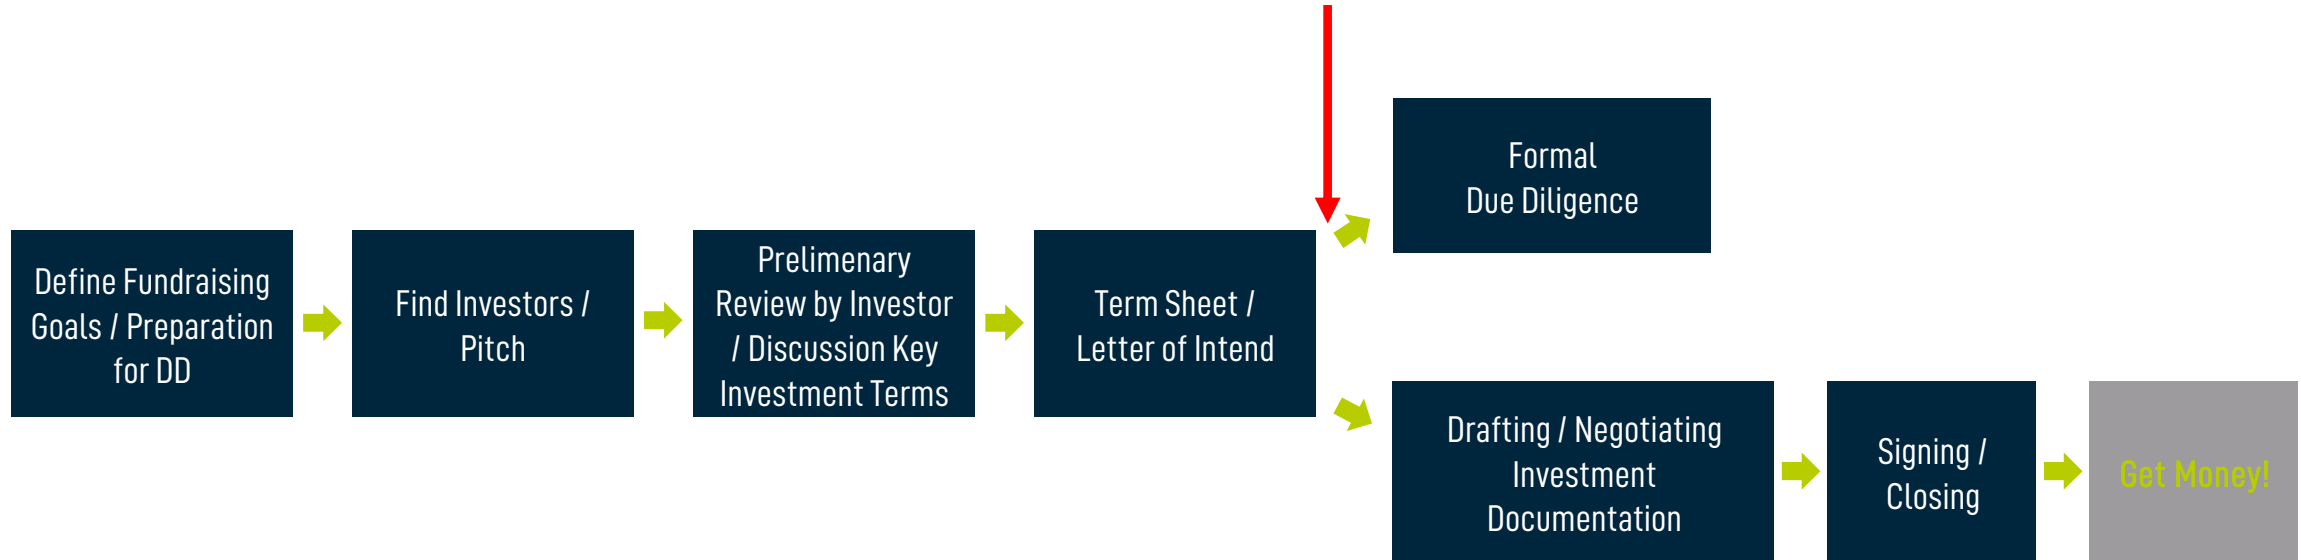 Define Fundraising
Goals / Preparation
for DD
Find Investors /
Pitch
Prelimenary
Review by Investor
/ Discussion Key
Investment Terms
Term Sheet /
Letter of Intend
Formal
Due Diligence
Drafting / Negotiating
Investment
Documentation
Signing /
Closing
Get Money!